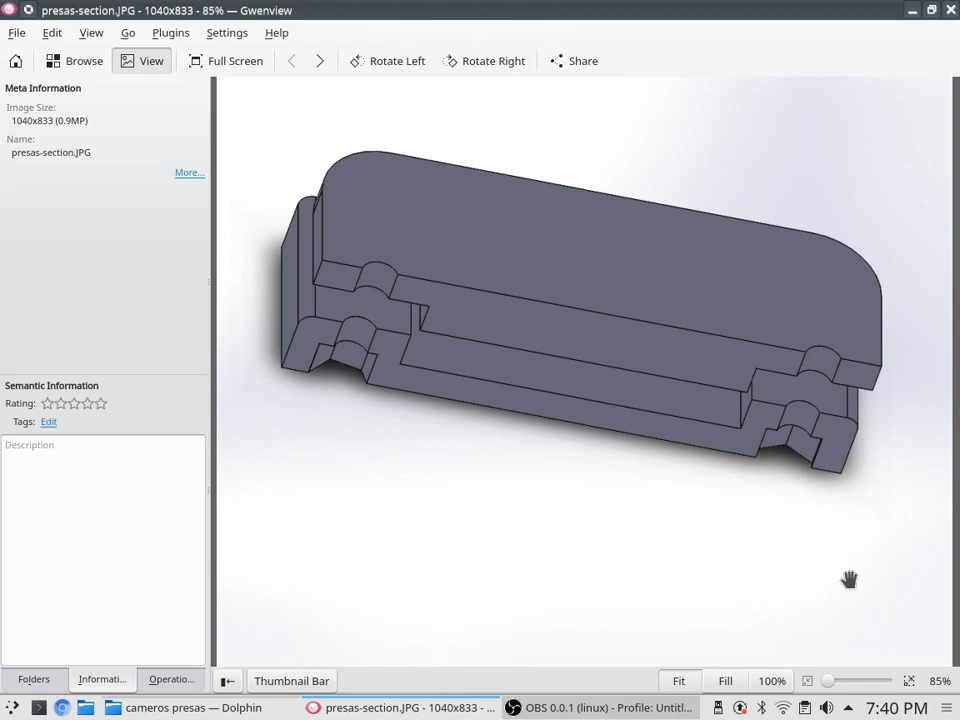 presas-section.JPG - 1040x833 - 85% — Gwenview
File Edit View Go Plugins Settings Help
Browse View Full Screen Rotate Left Rotate Right Share
Meta Information
Image Size:
1040x833 (0.9MP)
Name:
presas-section.JPG
More...
Semantic Information
Rating:
Tags: Edit
Description
Folders Informati... Operatio... Thumbnail Bar Fit Fill 100% 85%
cameros presas — Dolphin presas-section.JPG - 1040x833 - ... OBS 0.0.1 (linux) - Profile: Untitl... 7:40 PM